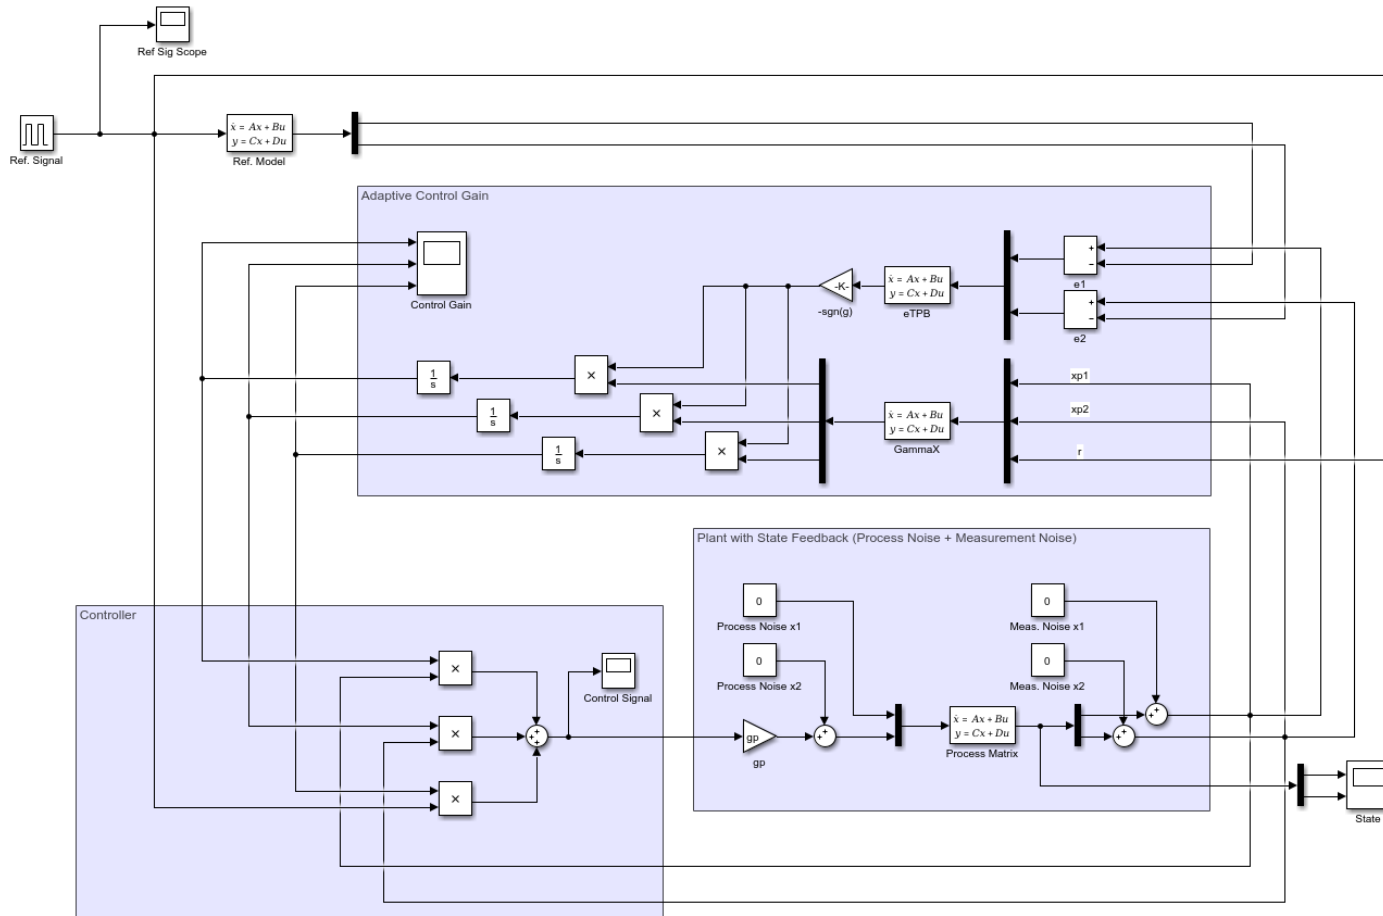 Ref Sig Scope
Ref. Signal
ẋ = Ax + Bu
y = Cx + Du
Ref. Model
Adaptive Control Gain
Control Gain
-K-
-sgn(g)
ẋ = Ax + Bu
y = Cx + Du
eTPB
+
−
e1
+
−
e2
1
s
×
1
s
×
1
s
×
ẋ = Ax + Bu
y = Cx + Du
GammaX
xp1
xp2
r
Plant with State Feedback (Process Noise + Measurement Noise)
0
Process Noise x1
0
Process Noise x2
0
Meas. Noise x1
0
Meas. Noise x2
gp
gp
+
+
ẋ = Ax + Bu
y = Cx + Du
Process Matrix
+
+
+
+
State
Controller
×
×
×
+
+
+
Control Signal